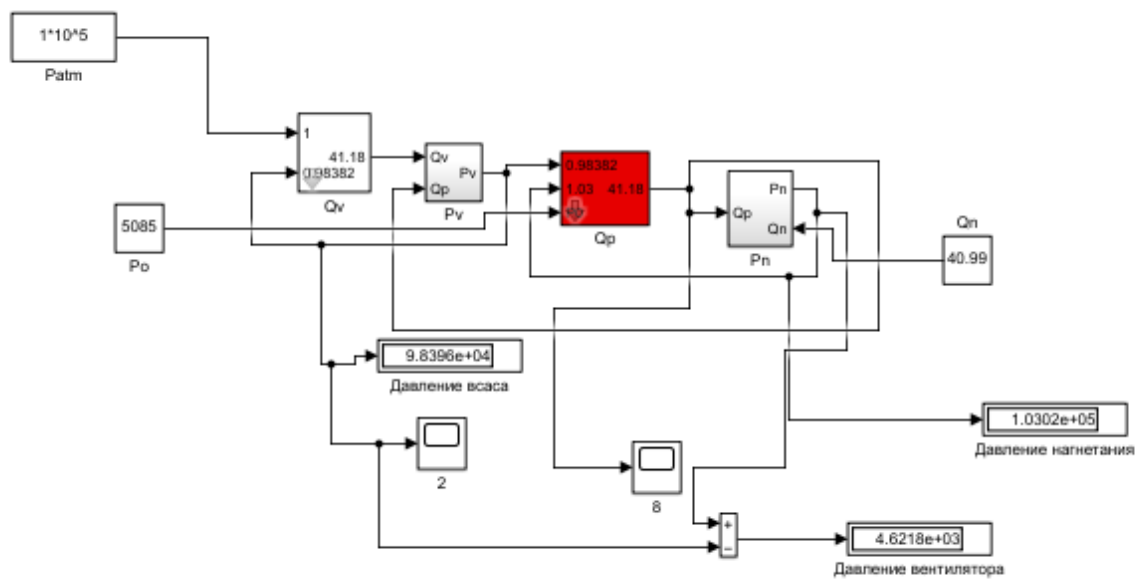 1*10^5
Patm
1
41.18
0.98382
Qv
Qv
Pv
Qp
Pv
0.98382
1.03 41.18
Qp
Pn
Qp
Qn
Pn
Qn
40.99
5085
Po
9.8396e+04
Давление всаса
2
8
1.0302e+05
Давление нагнетания
+
−
4.6218e+03
Давление вентилятора